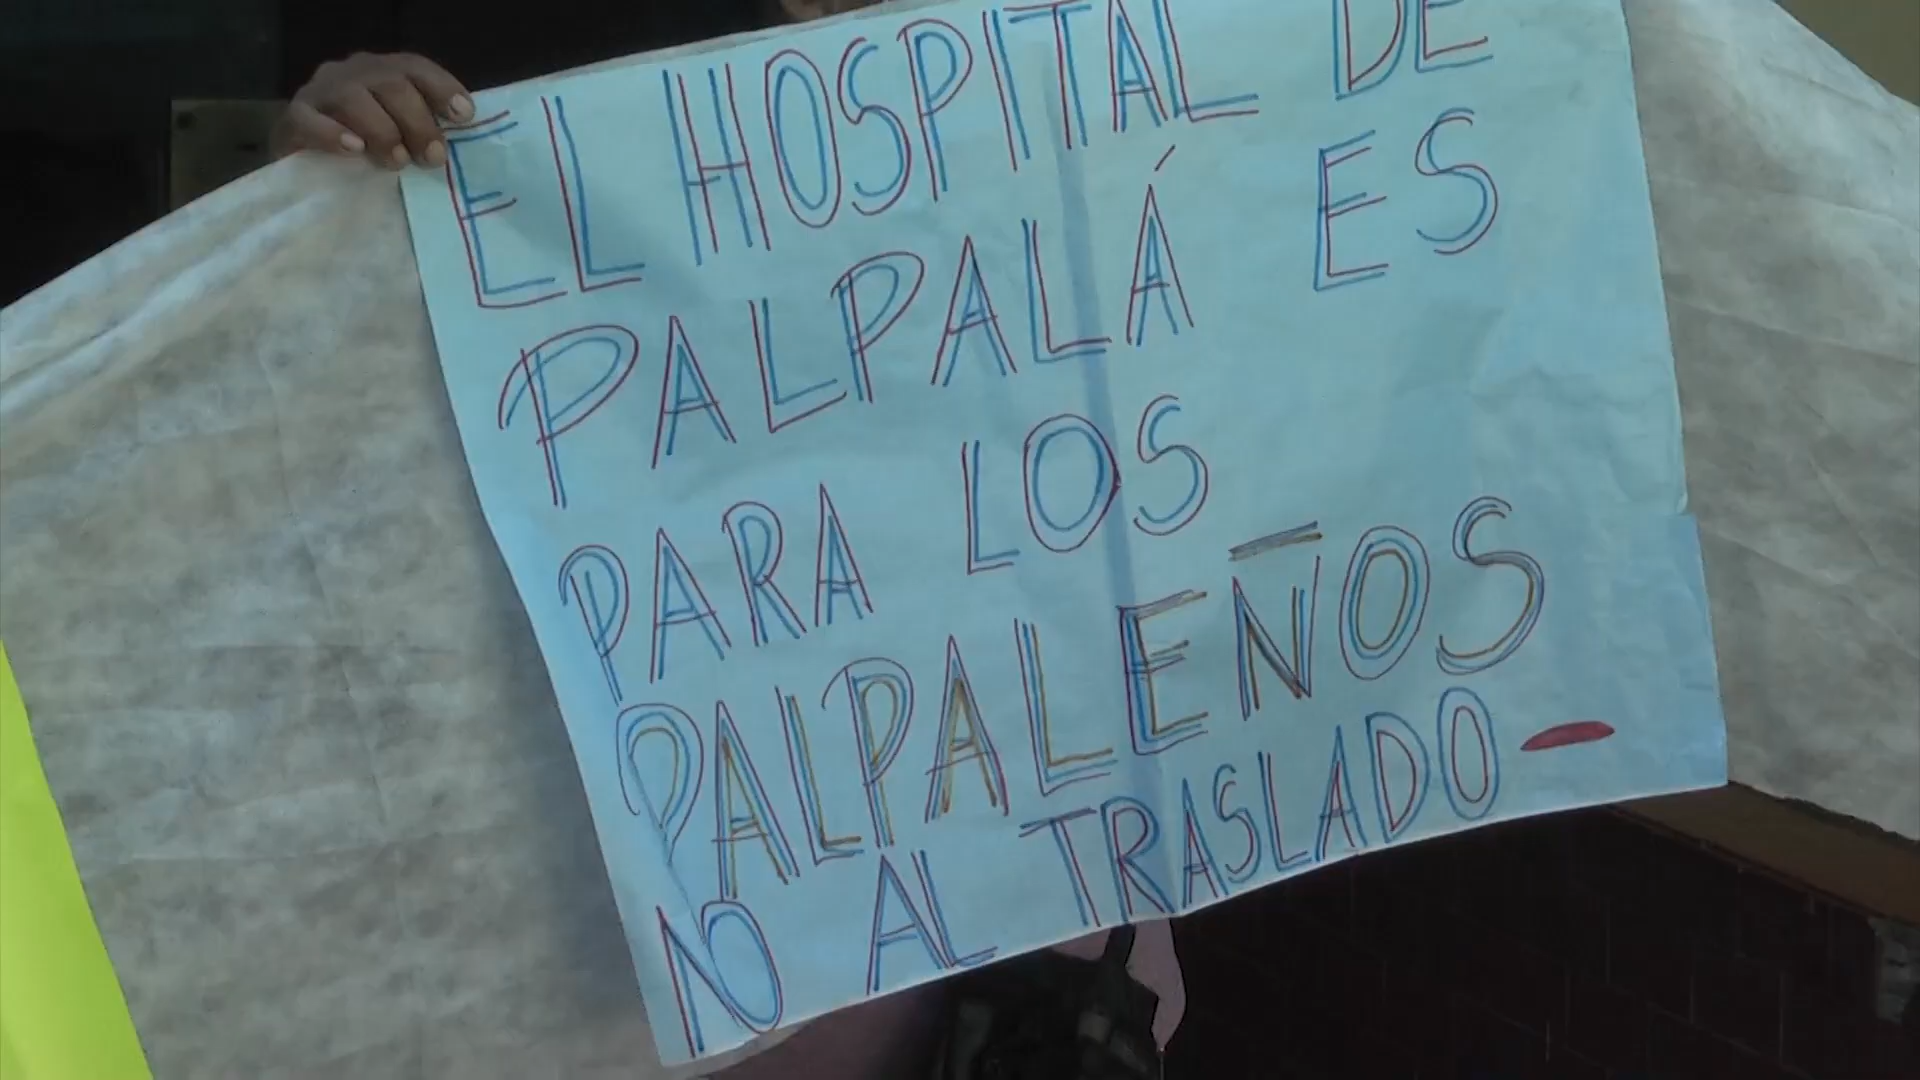 EL HOSPITAL DE
PALPALÁ ES
PARA LOS
PALPALEÑOS
NO AL TRASLADO-